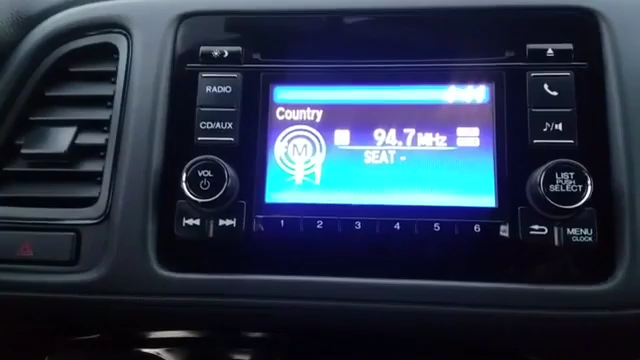 RADIO
CD/AUX
VOL
Country
M
94.7 MHz
SEAT -
1 2 3 4 5 6
LIST
PUSH
SELECT
MENU
CLOCK